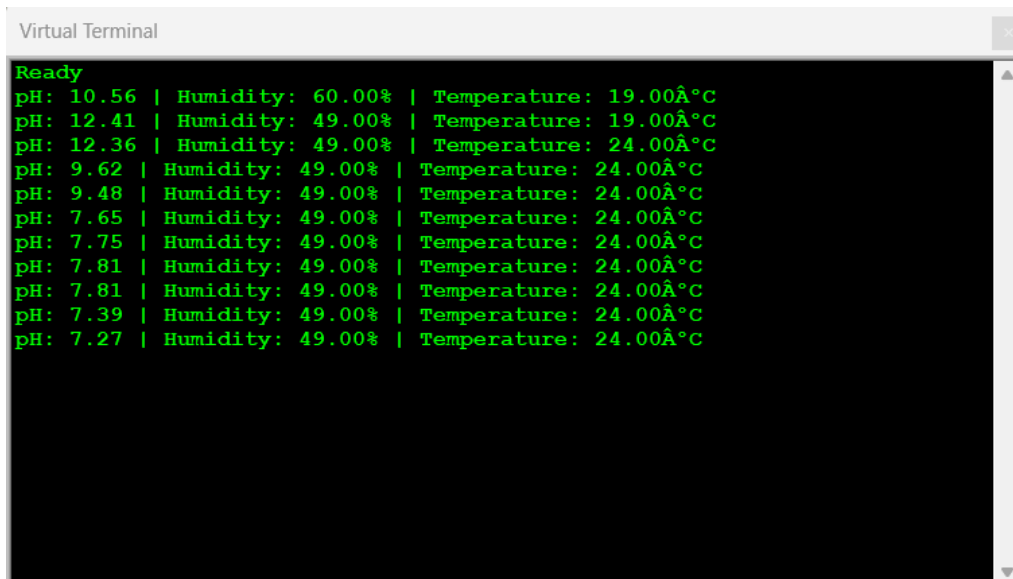 Virtual Terminal
Ready
pH: 10.56 | Humidity: 60.00% | Temperature: 19.00Â°C
pH: 12.41 | Humidity: 49.00% | Temperature: 19.00Â°C
pH: 12.36 | Humidity: 49.00% | Temperature: 24.00Â°C
pH: 9.62 | Humidity: 49.00% | Temperature: 24.00Â°C
pH: 9.48 | Humidity: 49.00% | Temperature: 24.00Â°C
pH: 7.65 | Humidity: 49.00% | Temperature: 24.00Â°C
pH: 7.75 | Humidity: 49.00% | Temperature: 24.00Â°C
pH: 7.81 | Humidity: 49.00% | Temperature: 24.00Â°C
pH: 7.81 | Humidity: 49.00% | Temperature: 24.00Â°C
pH: 7.39 | Humidity: 49.00% | Temperature: 24.00Â°C
pH: 7.27 | Humidity: 49.00% | Temperature: 24.00Â°C